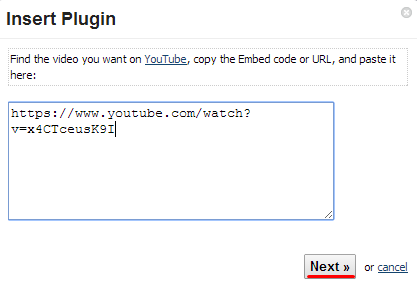 Insert Plugin
Find the video you want on YouTube, copy the Embed code or URL, and paste it
here:
https://www.youtube.com/watch?
v=x4CTceusK9I
Next » or cancel